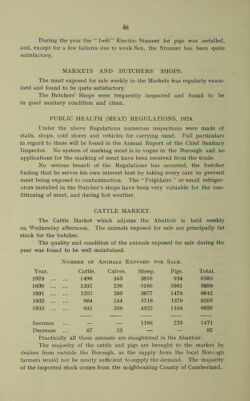 56
During the year the "1w41" Electric Stunner for pigs was installed,
and, except for a few failures due to weak flex, the Stunner has been quite
satisfactory.
MARKETS AND BUTCHERS' SHOPS.
The meat exposed for sale weekly in the Markets was regularly exam-
ined and found to be quite satisfactory.
The Butchers' Shops were frequently inspected and found to be
in good sanitary condition and clean.
PUBLIC HEALTH (MEAT) REGULATIONS, 1924.
Under the above Regulations numerous inspections were made of
stalls, shops, cold stores and vehicles for carrying meat. Full particulars
in regard to these will be found in the Annual Report of the Chief Sanitary
Inspector. No system of marking meat is in vogue in the Borough and no
applications for the marking of meat have been received from the trade.
No serious breach of the Regulations has occurred, the butcher
finding that he serves his own interest best by taking every care to prevent
meat being exposed to contamination. The "Frigidaire" or small refriger-
ators installed in the Butcher's shops have been very valuable for the con-
ditioning of meat, and during hot weather.
CATTLE MARKET.
The Cattle Market which adjoins the Abattoir is held weekly
on Wednesday afternoon. The animals exposed for sale are principally fat
stock for the butcher.
The quality and condition of the animals exposed for sale during the
year was found to be well maintained.
NUMBER OF ANIMALS EXPOSED FOR SALE.
Year. Cattle. Calves. Sheep. Pigs. Total.
1929 ... 1486 343 3616 934
1930 ... 1337 236 3180
1931 ... 1202 285 3877 1478 6842
1932 ... 864 244 5718 1379 8205
1933 ... 931 269 4522 1104 6826
Increase ... — — 1196 275 1471
Decrease ... 67 25 — — 92
Practically all these animals are slaughtered in the Abattoir.
The majority of the cattle and pigs are brought to the market by
dealers from outside the Borough, as the supply from the local Borough
farmers would not be nearly sufficient to supply the demand. The majority
of the imported stock comes from the neighbouring County of Cumberland.